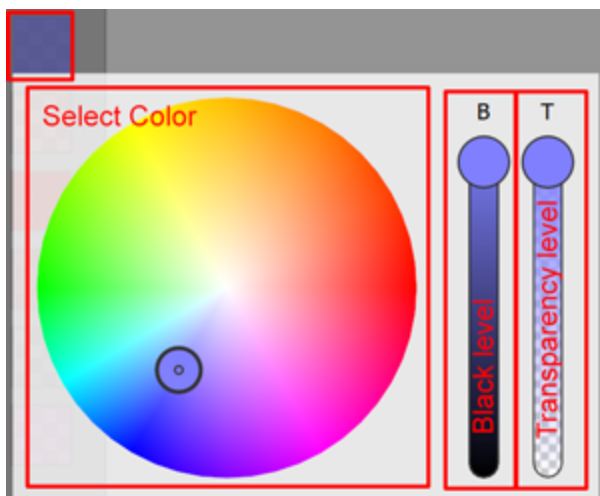 Select Color
B
T
Black level
Transparency level